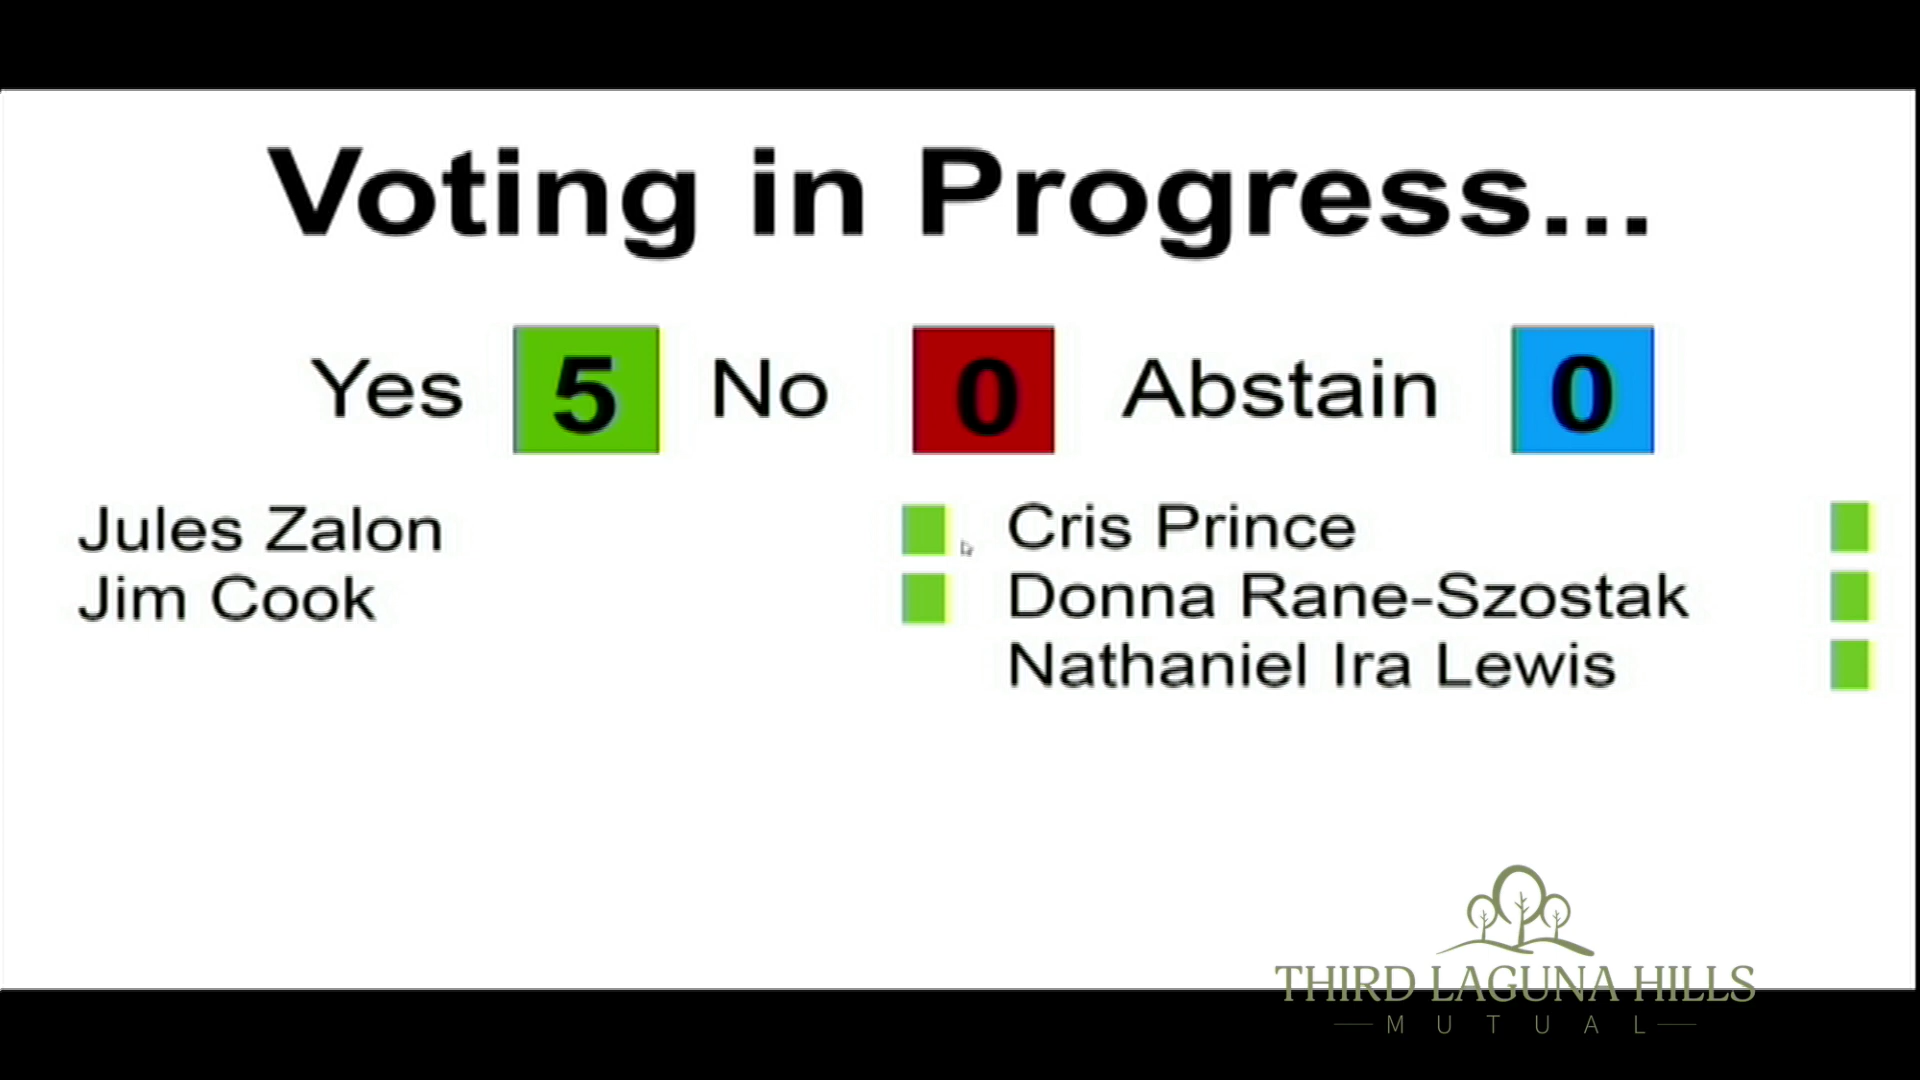 Voting in Progress...
Yes 5 No 0 Abstain 0
Jules Zalon
Jim Cook
Cris Prince
Donna Rane-Szostak
Nathaniel Ira Lewis
THIRD LAGUNA HILLS
MUTUAL